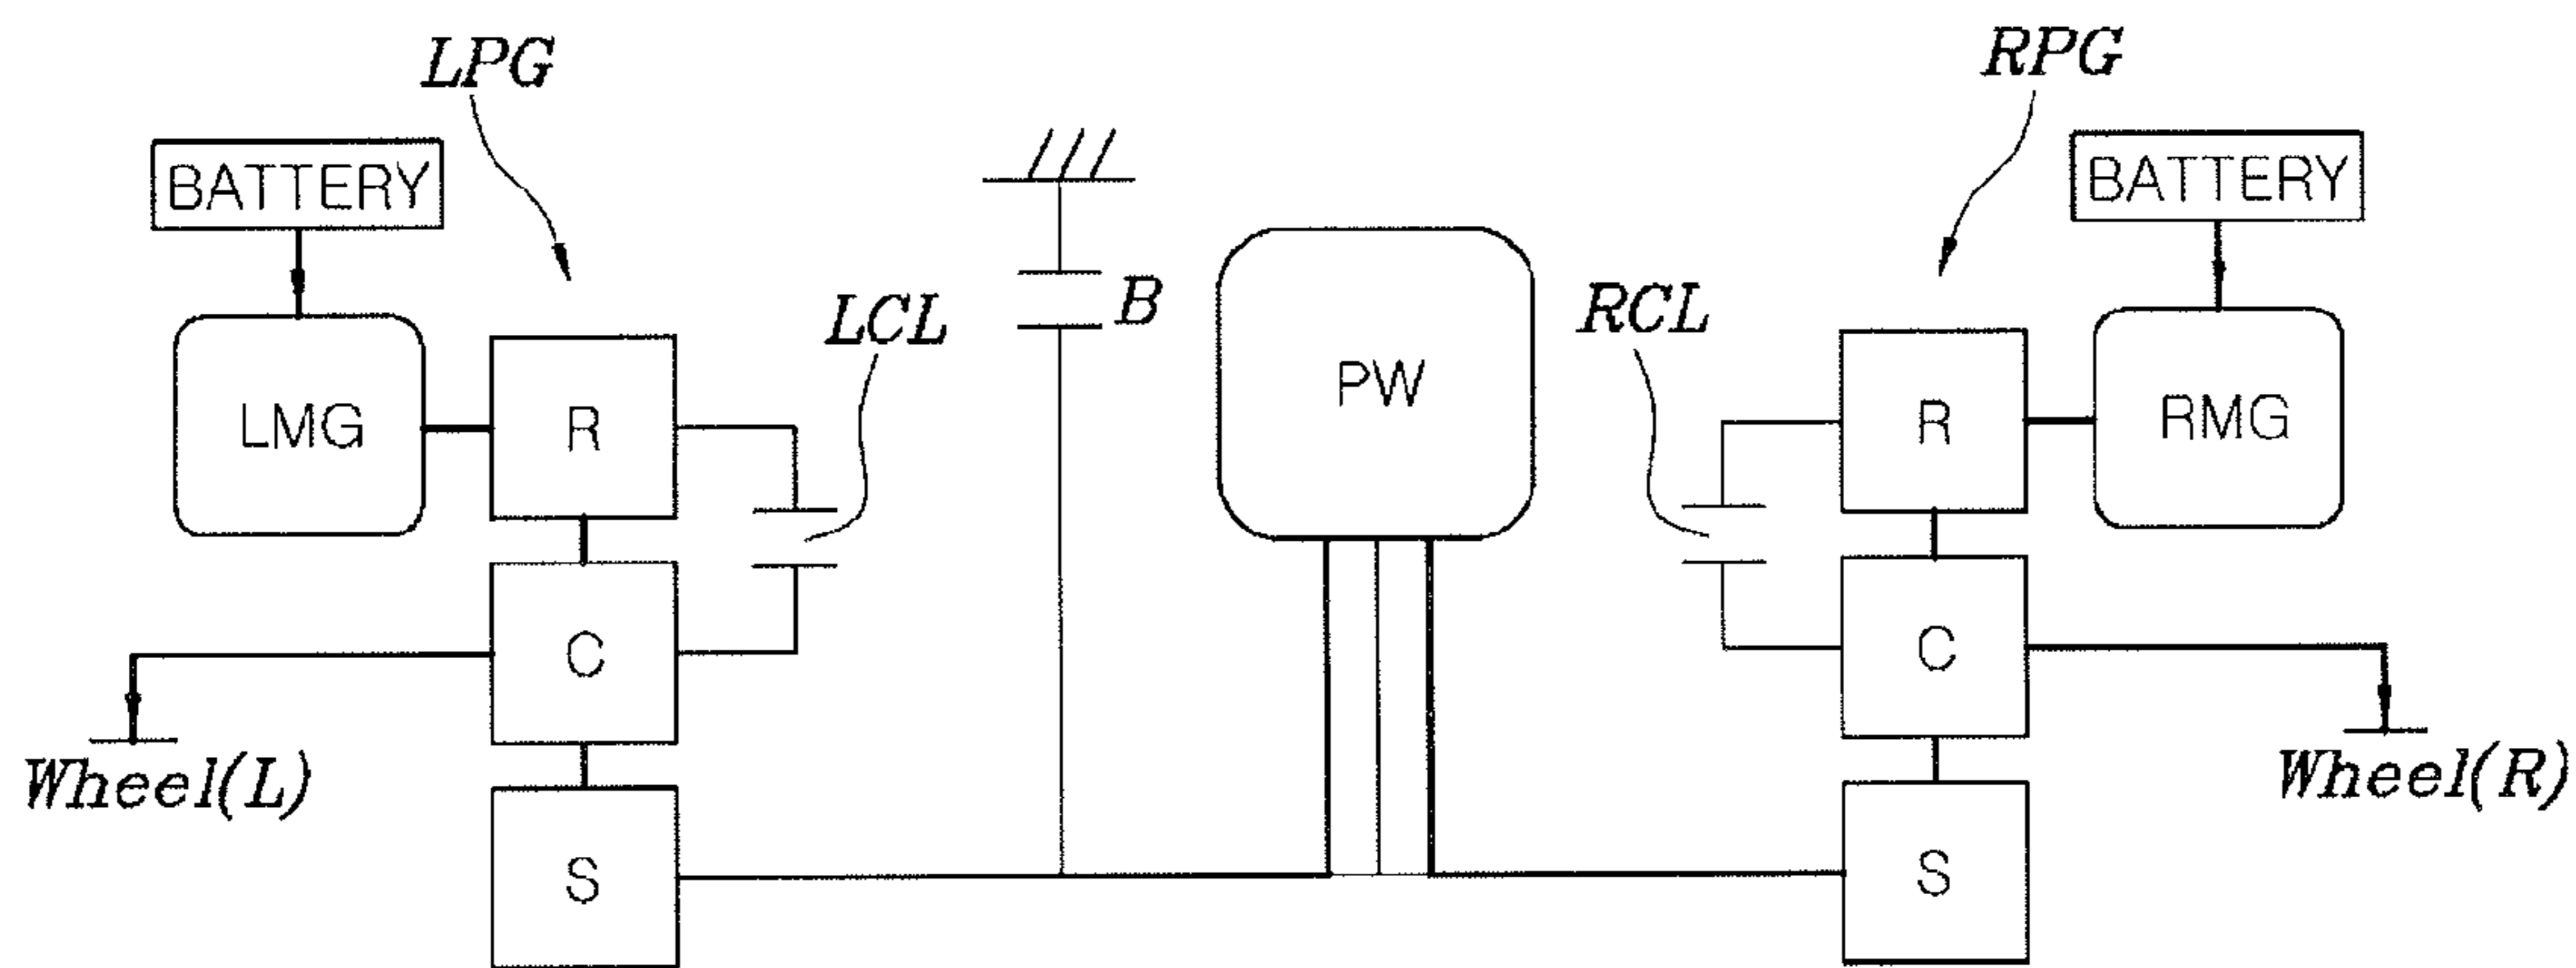 LPG
RPG
BATTERY
BATTERY
B
LCL
RCL
PW
LMG
R
R
RMG
C
C
Wheel(L)
Wheel(R)
S
S